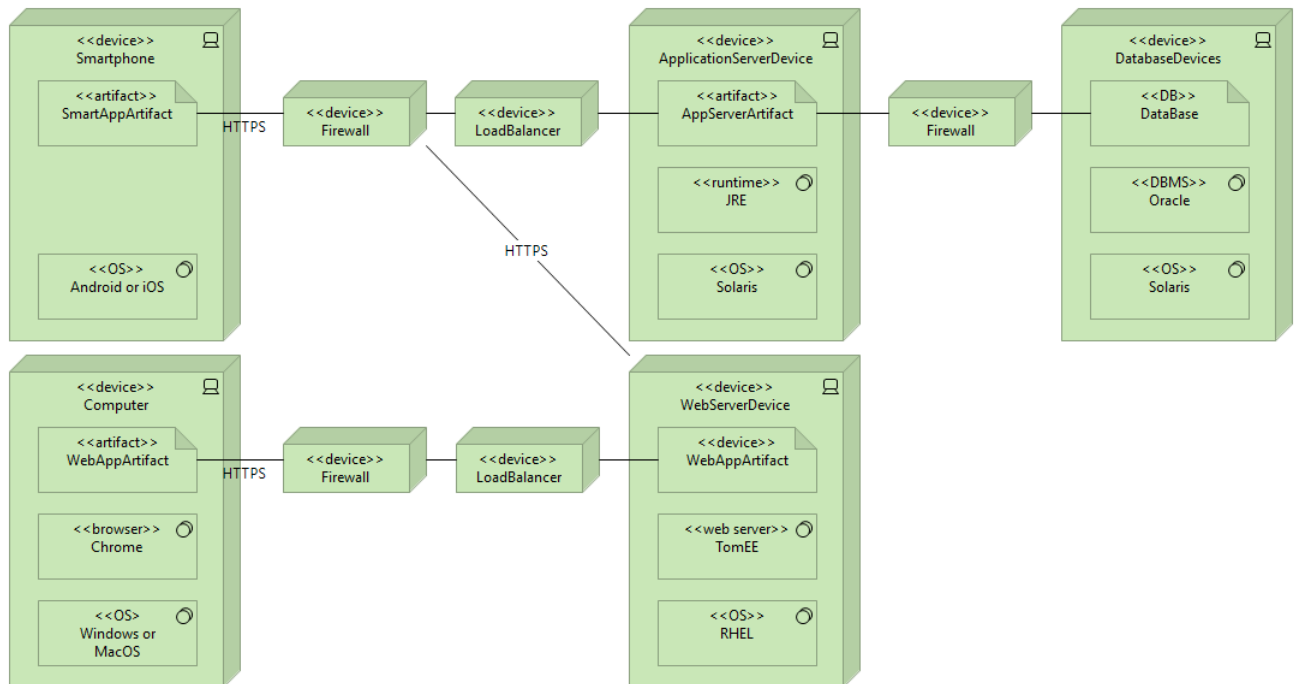 <<device>>
Smartphone
<<artifact>>
SmartAppArtifact
HTTPS
<<OS>>
Android or iOS
<<device>>
Firewall
<<device>>
LoadBalancer
<<device>>
ApplicationServerDevice
<<artifact>>
AppServerArtifact
<<runtime>>
JRE
<<OS>>
Solaris
<<device>>
Firewall
<<device>>
DatabaseDevices
<<DB>>
DataBase
<<DBMS>>
Oracle
<<OS>>
Solaris
HTTPS
<<device>>
Computer
<<artifact>>
WebAppArtifact
HTTPS
<<browser>>
Chrome
<<OS>
Windows or
MacOS
<<device>>
Firewall
<<device>>
LoadBalancer
<<device>>
WebServerDevice
<<device>>
WebAppArtifact
<<web server>>
TomEE
<<OS>>
RHEL